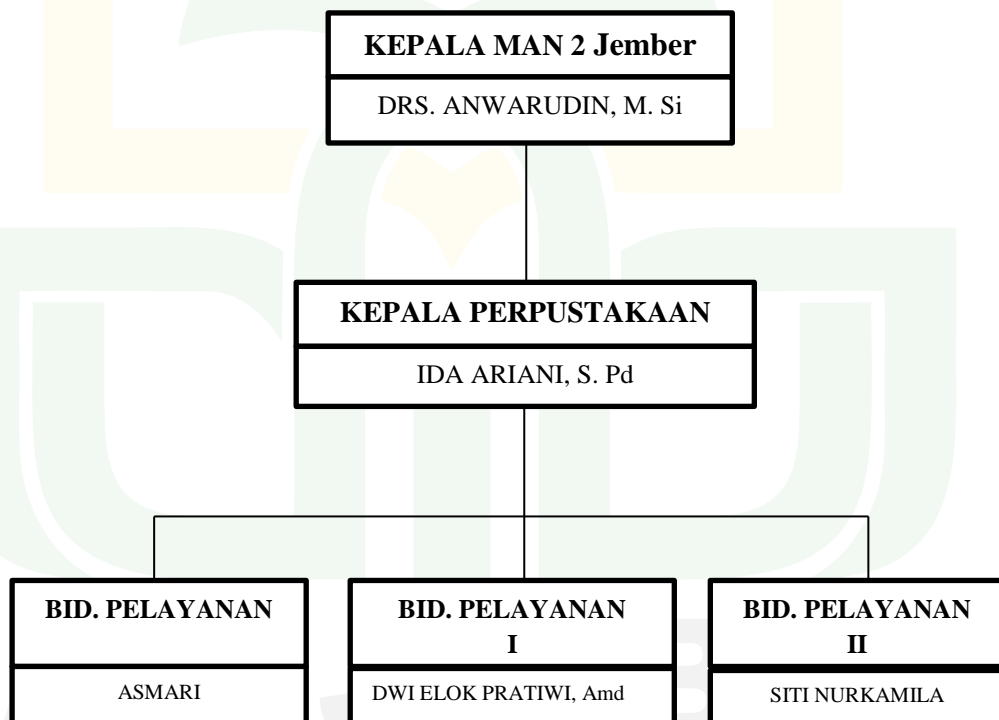 KEPALA MAN 2 Jember
DRS. ANWARUDIN, M. Si
KEPALA PERPUSTAKAAN
IDA ARIANI, S. Pd
BID. PELAYANAN
ASMARI
BID. PELAYANAN
I
DWI ELOK PRATIWI, Amd
BID. PELAYANAN
II
SITI NURKAMILA